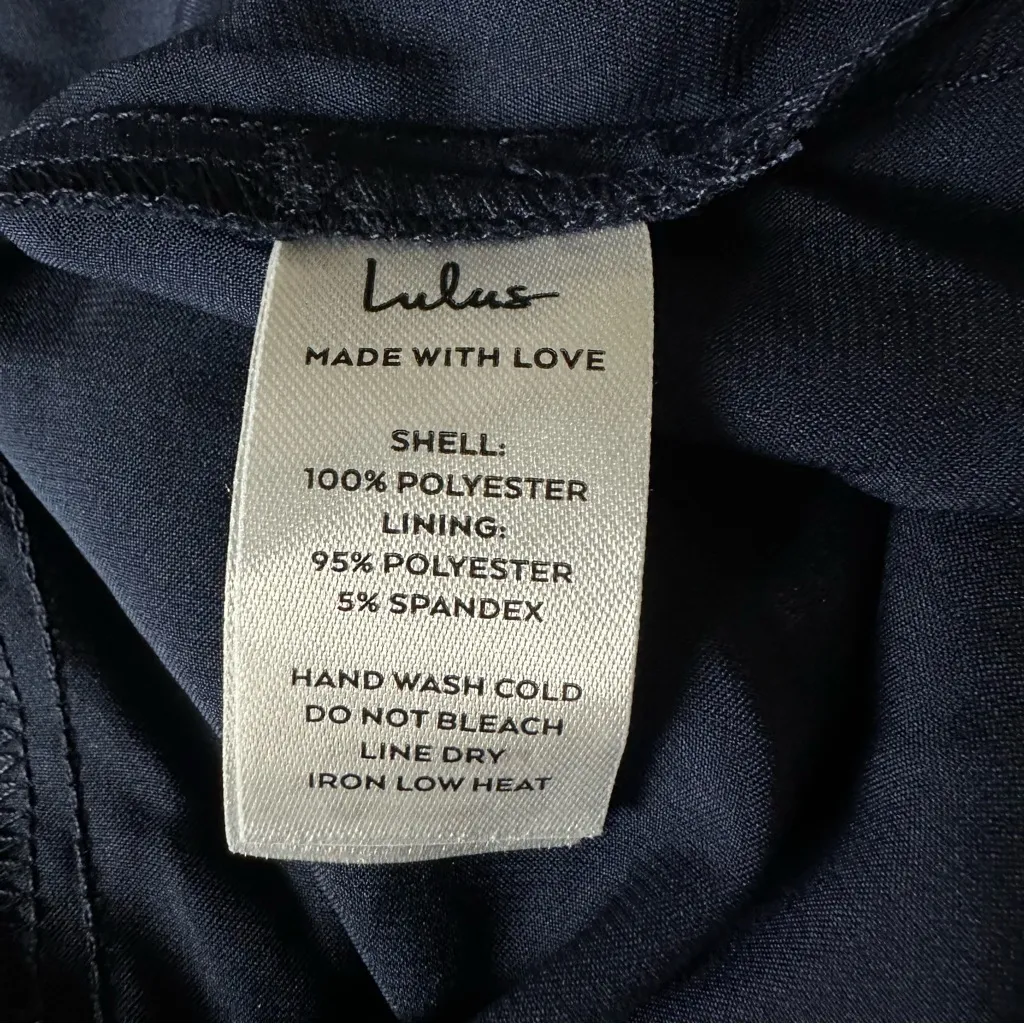 Lulus
MADE WITH LOVE
SHELL:
100% POLYESTER
LINING:
95% POLYESTER
5% SPANDEX
HAND WASH COLD
DO NOT BLEACH
LINE DRY
IRON LOW HEAT